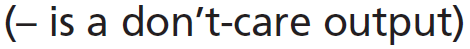 (– is a don’t-care output)